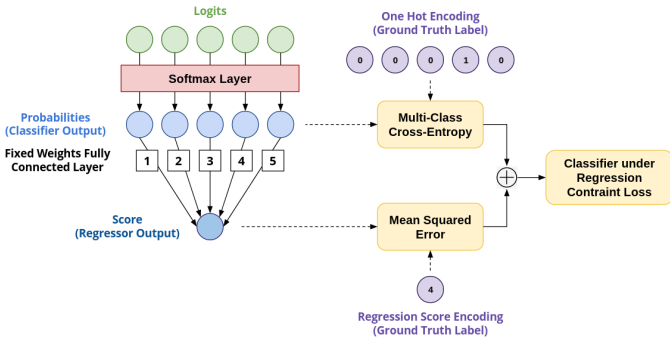 Logits
One Hot Encoding
(Ground Truth Label)
0 0 0 1 0
Softmax Layer
Probabilities
(Classifier Output)
Multi-Class
Cross-Entropy
Fixed Weights Fully
Connected Layer
1 2 3 4 5
Classifier under
Regression
Contraint Loss
Score
(Regressor Output)
Mean Squared
Error
4
Regression Score Encoding
(Ground Truth Label)